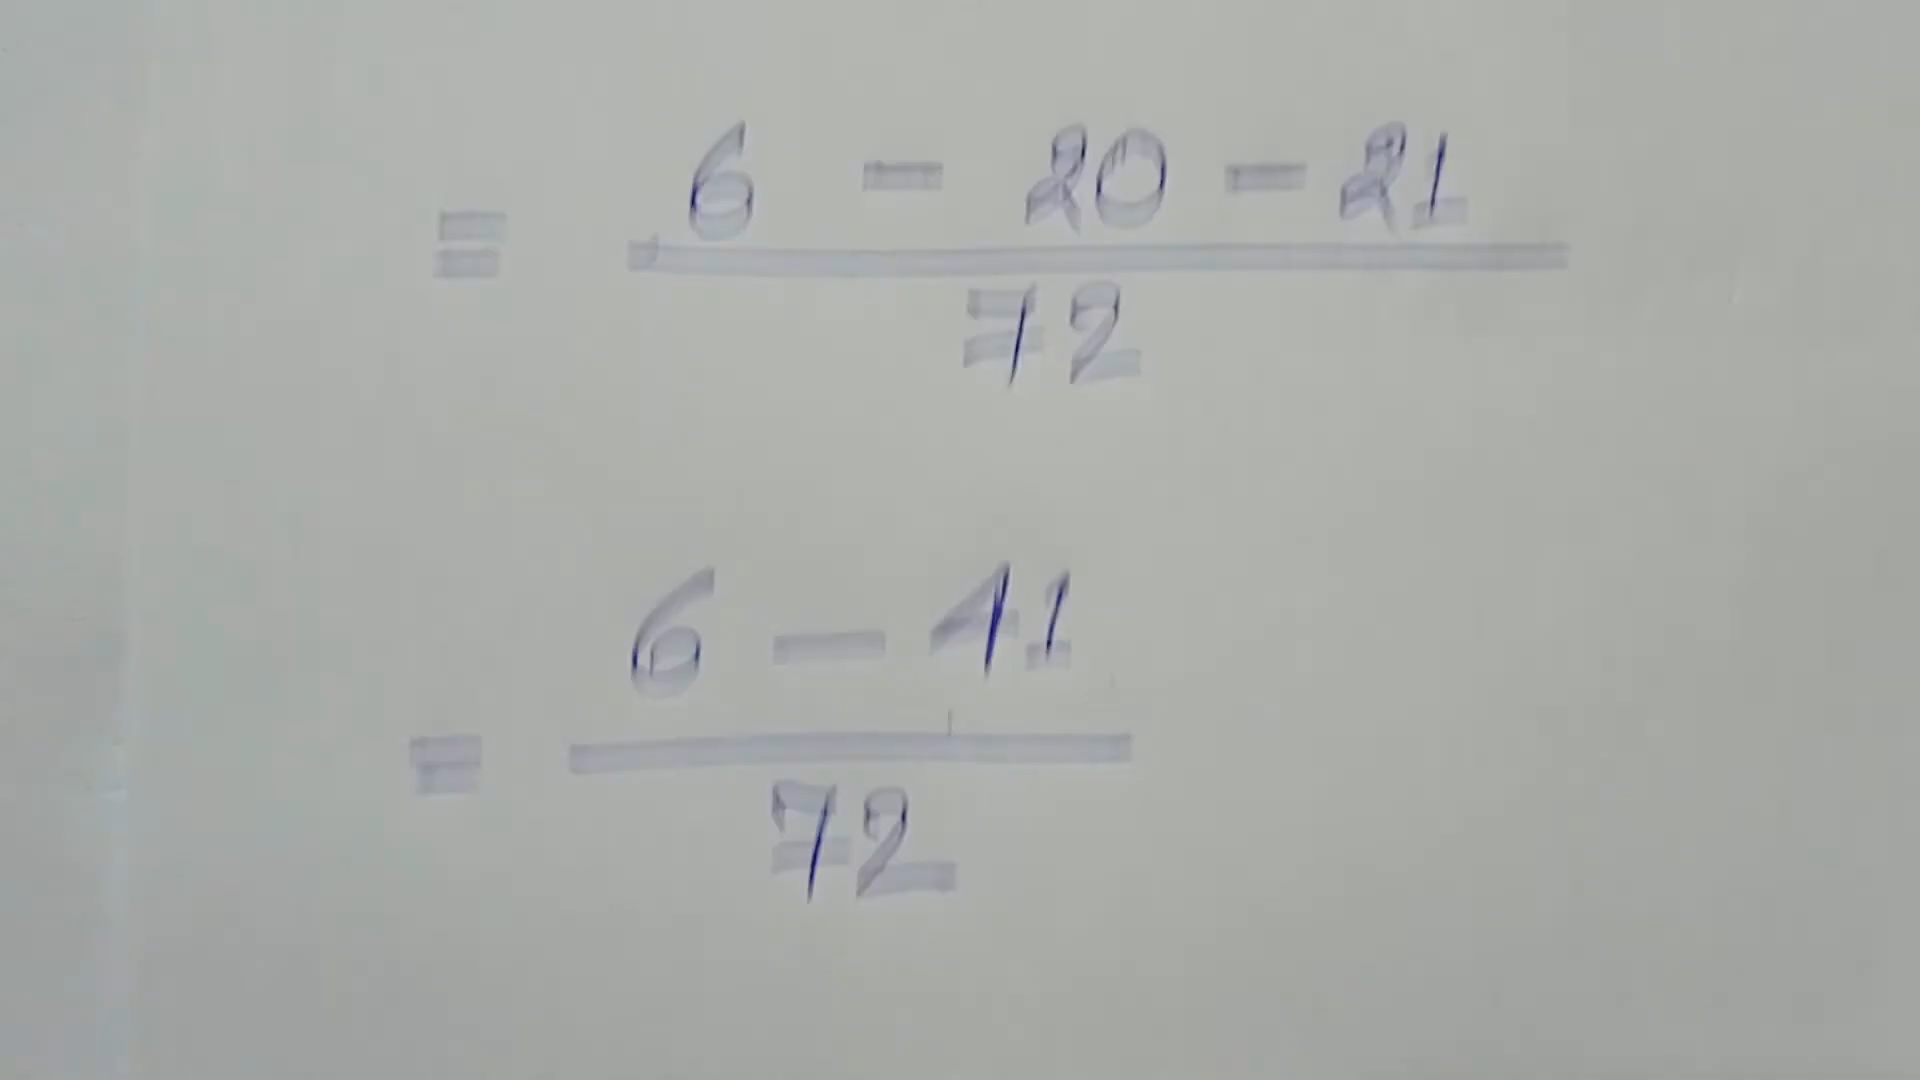 = 6 - 20 - 21
72
6 - 41
=
72